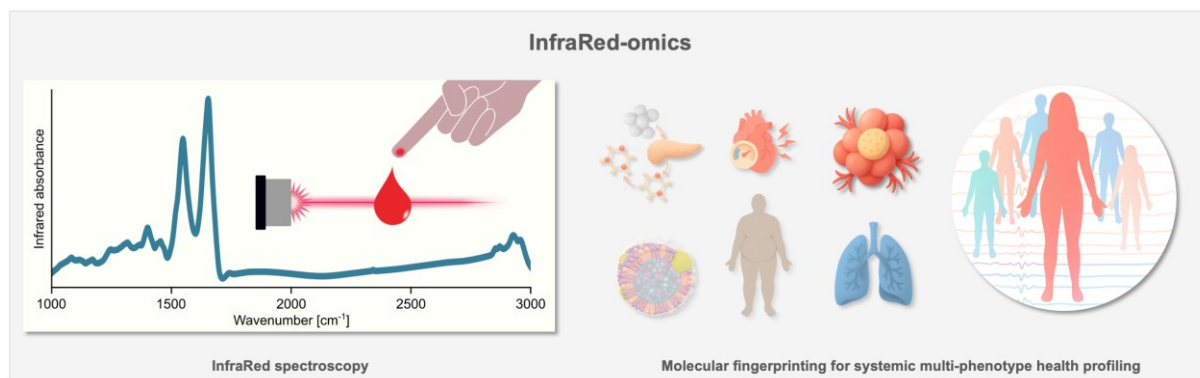 InfraRed-omics
Infrared absorbance
1000 1500 2000 2500 3000
Wavenumber [cm⁻¹]
InfraRed spectroscopy
Molecular fingerprinting for systemic multi-phenotype health profiling